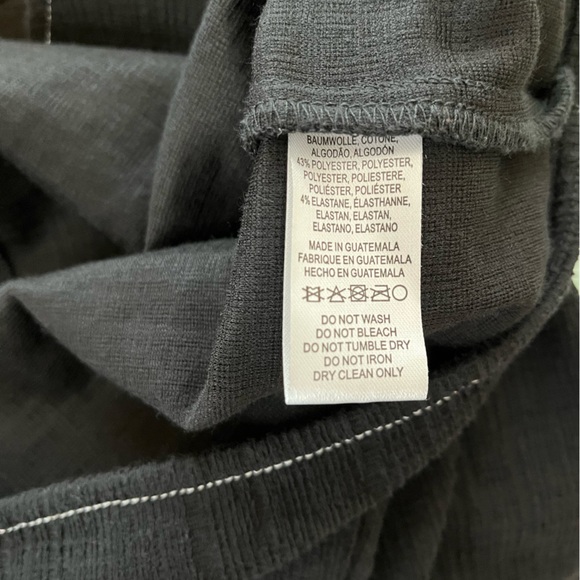 BAUMWOLLE, COTONE,
ALGODÃO, ALGODÓN
43% POLYESTER, POLYESTER,
POLYESTER, POLIESTERE,
POLIÉSTER, POLIÉSTER
4% ELASTANE, ÉLASTHANNE,
ELASTAN, ELASTAN,
ELASTANO, ELASTANO
MADE IN GUATEMALA
FABRIQUE EN GUATEMALA
HECHO EN GUATEMALA
DO NOT WASH
DO NOT BLEACH
DO NOT TUMBLE DRY
DO NOT IRON
DRY CLEAN ONLY